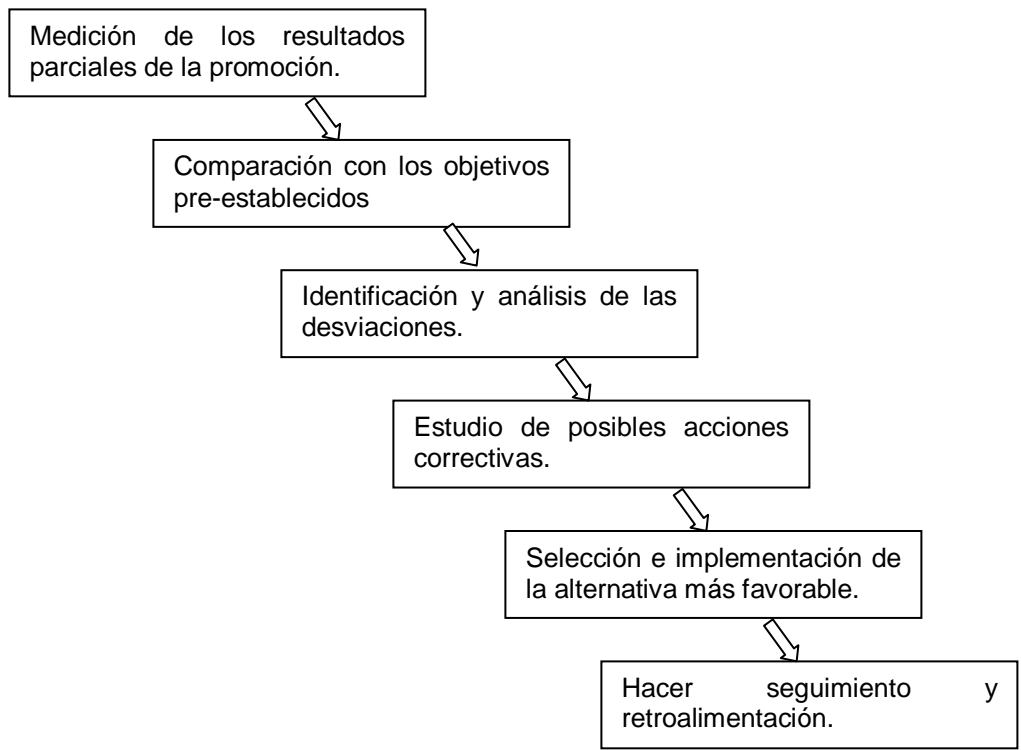 Medición de los resultados
parciales de la promoción.
Comparación con los objetivos
pre-establecidos
Identificación y análisis de las
desviaciones.
Estudio de posibles acciones
correctivas.
Selección e implementación de
la alternativa más favorable.
Hacer seguimiento y
retroalimentación.